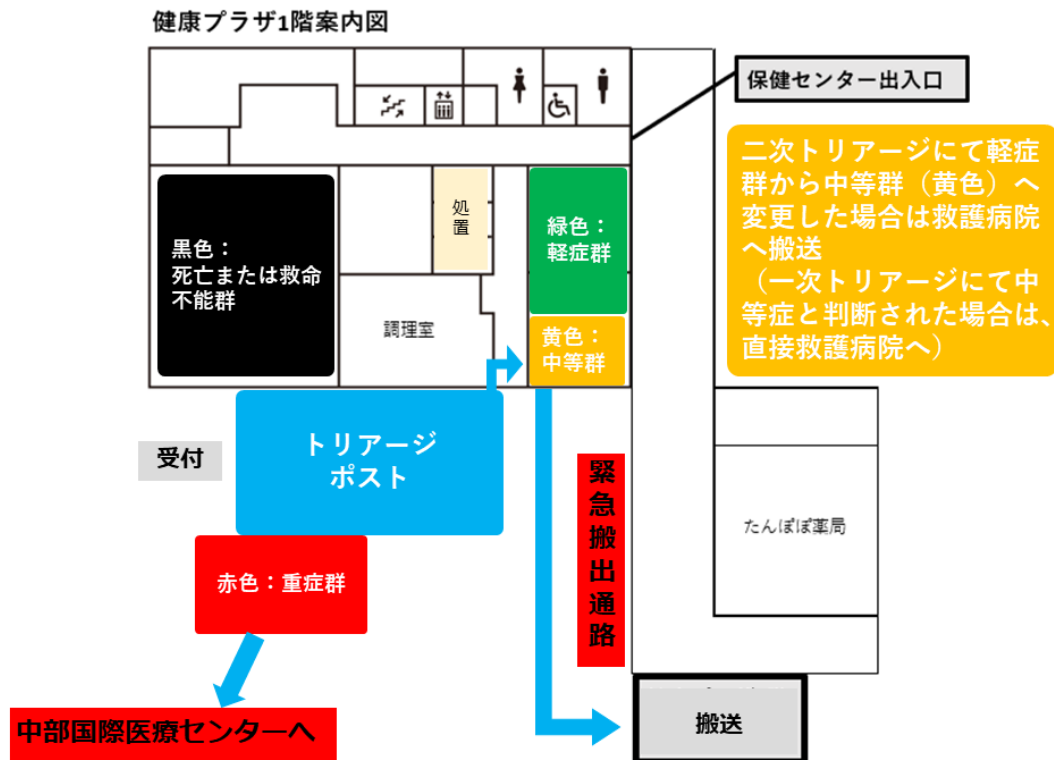 健康プラザ1階案内図
保健センター出入口
二次トリアージにて軽症
群から中等群（黄色）へ
変更した場合は救護病院
へ搬送
（一次トリアージにて中
等症と判断された場合は、
直接救護病院へ）
処置
緑色：
軽症群
黒色：
死亡または救命
不能群
調理室
黄色：
中等群
トリアージ
ポスト
受付
緊急搬出通路
たんぽぽ薬局
赤色：重症群
中部国際医療センターへ
搬送